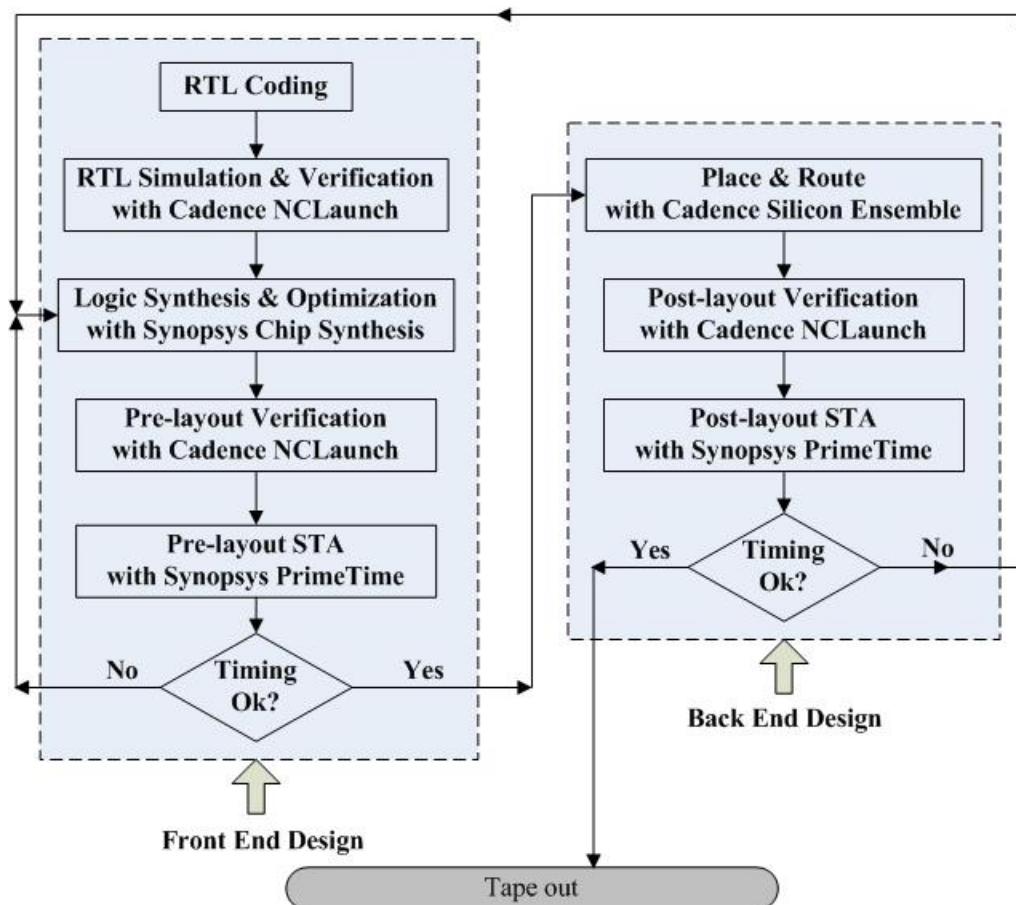 RTL Coding
RTL Simulation & Verification
with Cadence NCLaunch
Logic Synthesis & Optimization
with Synopsys Chip Synthesis
Pre-layout Verification
with Cadence NCLaunch
Pre-layout STA
with Synopsys PrimeTime
No
Timing
Ok?
Yes
Front End Design
Place & Route
with Cadence Silicon Ensemble
Post-layout Verification
with Cadence NCLaunch
Post-layout STA
with Synopsys PrimeTime
Yes
Timing
Ok?
No
Back End Design
Tape out